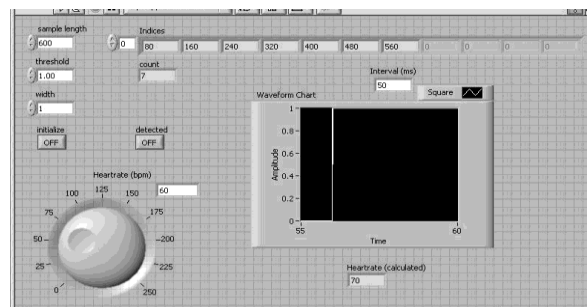 sample length
600
Indices
0 80 160 240 320 400 480 560 0 0 0 0
threshold
1.00
count
7
width
1
Interval (ms)
50
Square
Waveform Chart
initialize
OFF
detected
OFF
Amplitude
1
0.8
0.6
0.4
0.2
0
55 60
Time
Heartrate (bpm)
60
0 25 50 75 100 125 150 175 200 225 250
Heartrate (calculated)
70